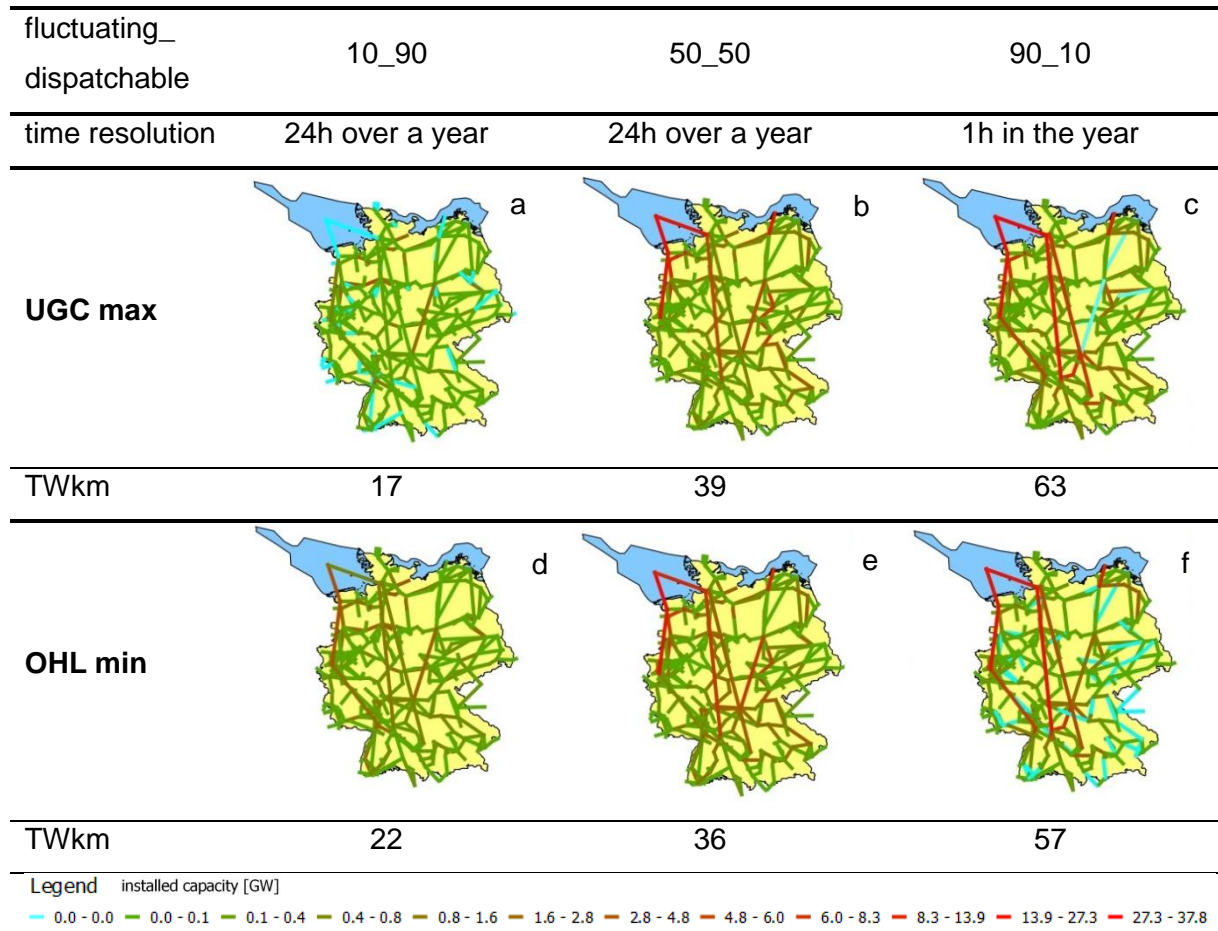 fluctuating_
dispatchable
10_90 50_50 90_10
time resolution 24h over a year 24h over a year 1h in the year
a b c
UGC max
TWkm 17 39 63
d e f
OHL min
TWkm 22 36 57
Legend installed capacity [GW]
0.0 - 0.0 0.0 - 0.1 0.1 - 0.4 0.4 - 0.8 0.8 - 1.6 1.6 - 2.8 2.8 - 4.8 4.8 - 6.0 6.0 - 8.3 8.3 - 13.9 13.9 - 27.3 27.3 - 37.8